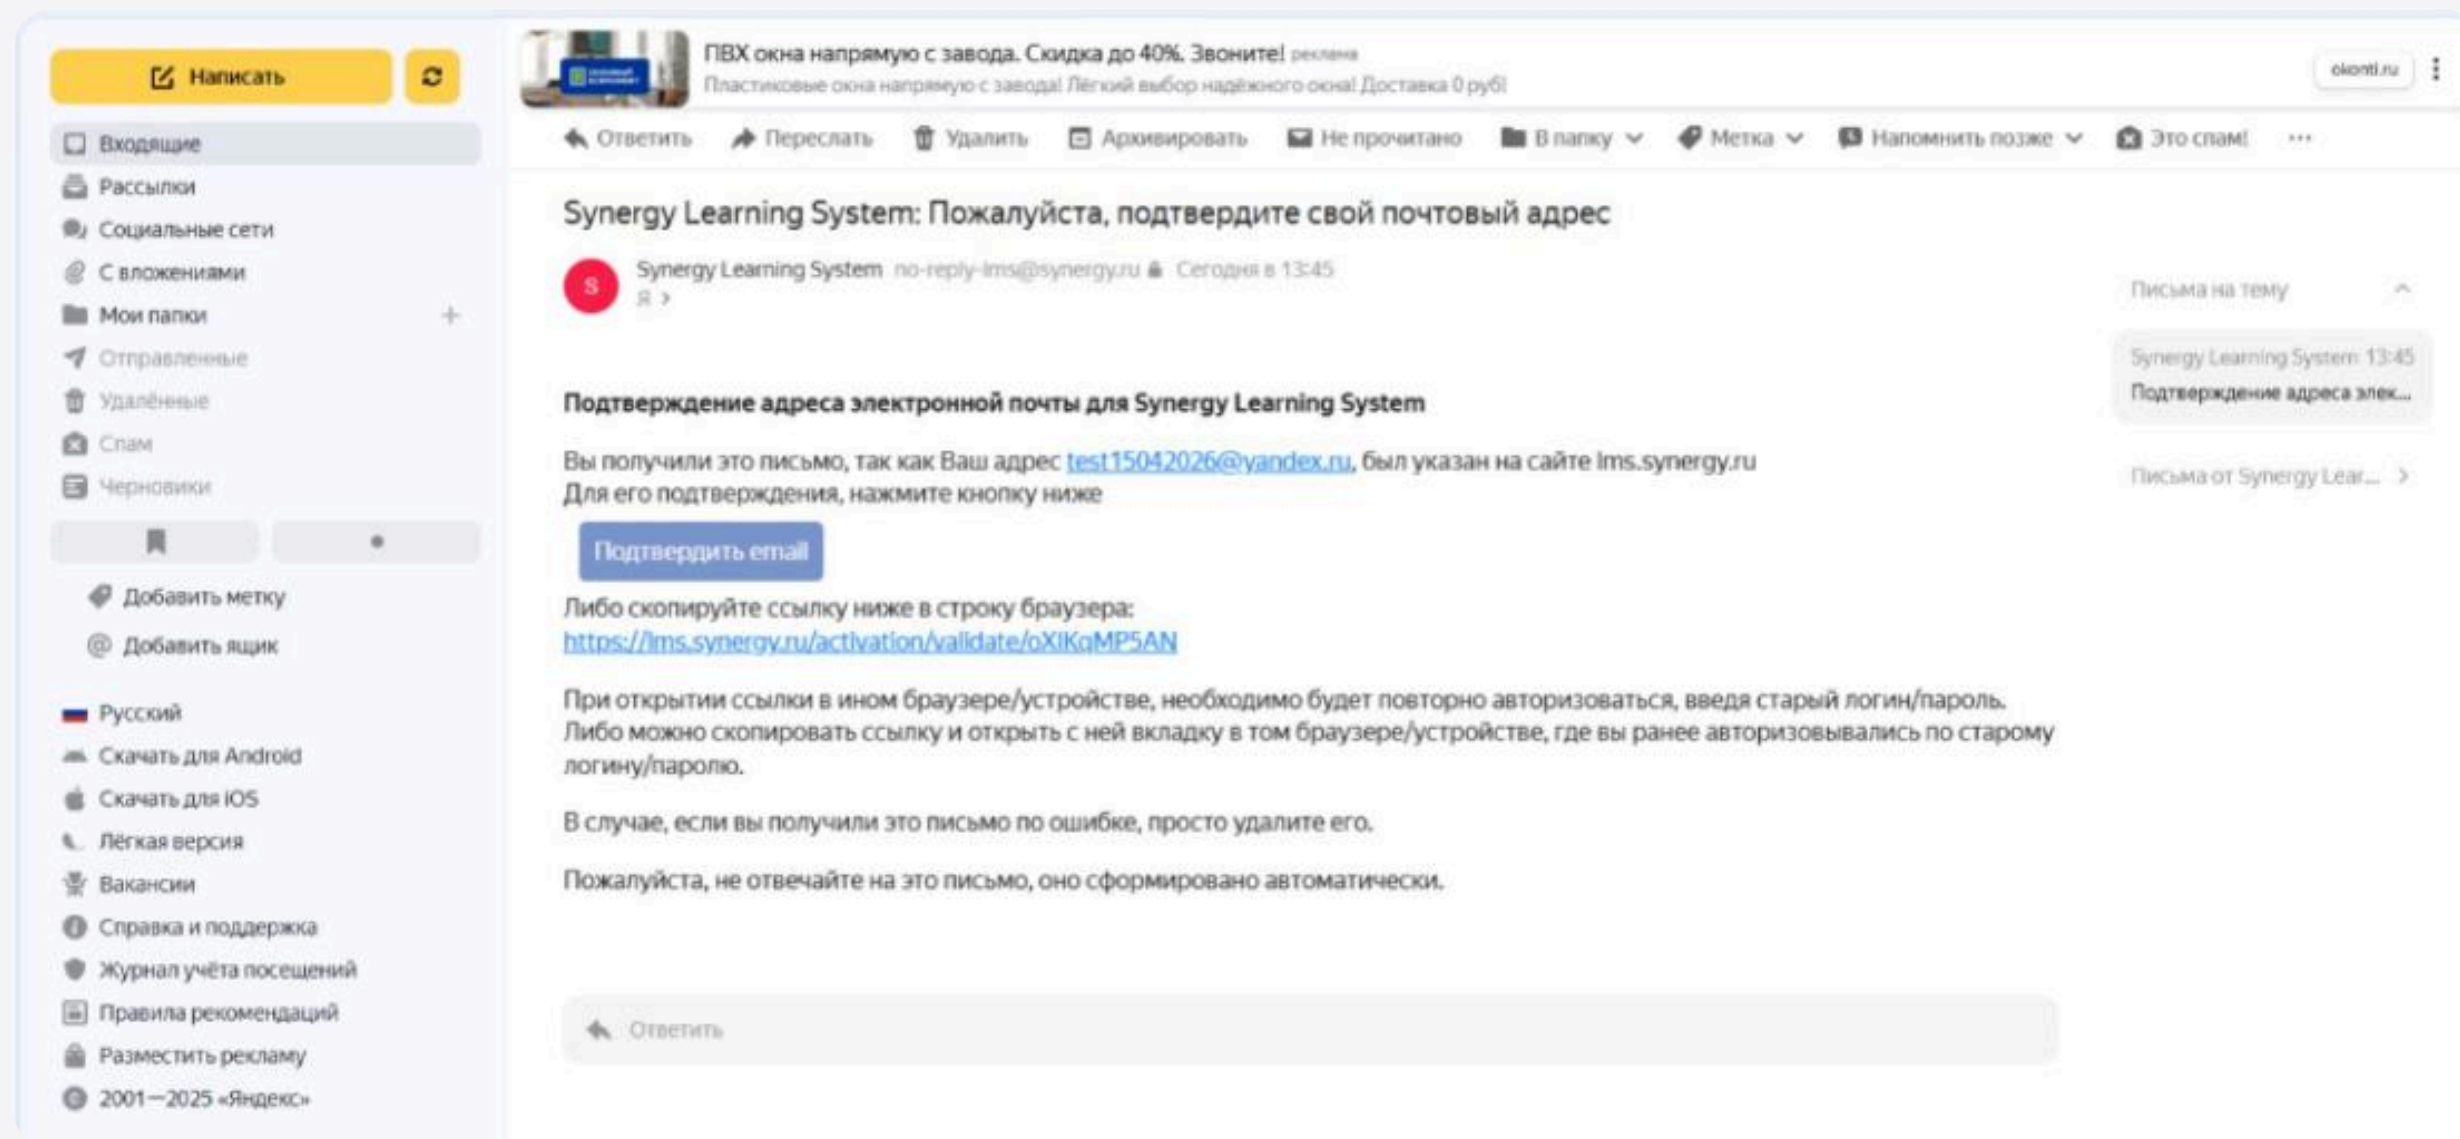 Написать
Входящие
Рассылки
Социальные сети
С вложениями
Мои папки
Отправленные
Удалённые
Спам
Черновики
Добавить метку
Добавить ящик
Русский
Скачать для Android
Скачать для iOS
Лёгкая версия
Вакансии
Справка и поддержка
Журнал учёта посещений
Правила рекомендаций
Разместить рекламу
2001—2025 «Яндекс»
ПВХ окна напрямую с завода. Скидка до 40%. Звоните! реклама
Пластиковые окна напрямую с завода! Лёгкий выбор надёжного окна! Доставка 0 руб!
okonti.ru
Ответить Переслать Удалить Архивировать Не прочитано В папку Метка Напомнить позже Это спам! ...
Synergy Learning System: Пожалуйста, подтвердите свой почтовый адрес
S
Synergy Learning System no-reply-lms@synergy.ru Сегодня в 13:45
Я >
Подтверждение адреса электронной почты для Synergy Learning System
Вы получили это письмо, так как Ваш адрес test15042026@yandex.ru, был указан на сайте lms.synergy.ru
Для его подтверждения, нажмите кнопку ниже
Подтвердить email
Либо скопируйте ссылку ниже в строку браузера:
https://lms.synergy.ru/activation/validate/oXlKqMP5AN
При открытии ссылки в ином браузере/устройстве, необходимо будет повторно авторизоваться, введя старый логин/пароль.
Либо можно скопировать ссылку и открыть с ней вкладку в том браузере/устройстве, где вы ранее авторизовывались по старому
логину/паролю.
В случае, если вы получили это письмо по ошибке, просто удалите его.
Пожалуйста, не отвечайте на это письмо, оно сформировано автоматически.
Ответить
Письма на тему
Synergy Learning System 13:45
Подтверждение адреса элек...
Письма от Synergy Lear... >